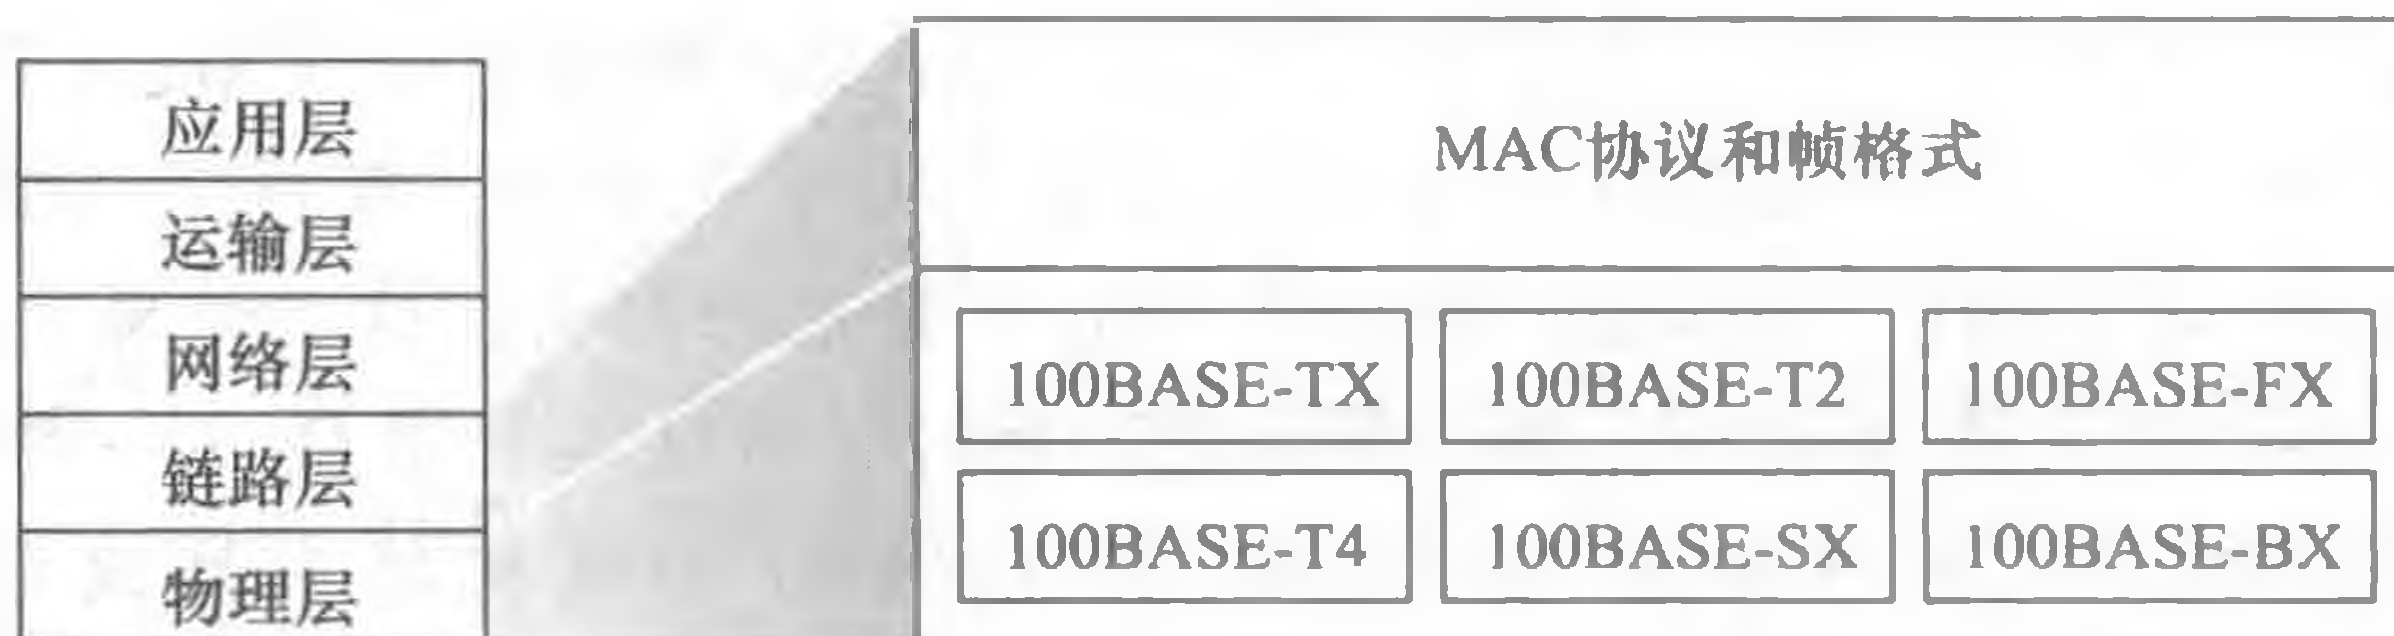 应用层
运输层
网络层
链路层
物理层
MAC协议和帧格式
100BASE-TX
100BASE-T2
100BASE-FX
100BASE-T4
100BASE-SX
100BASE-BX